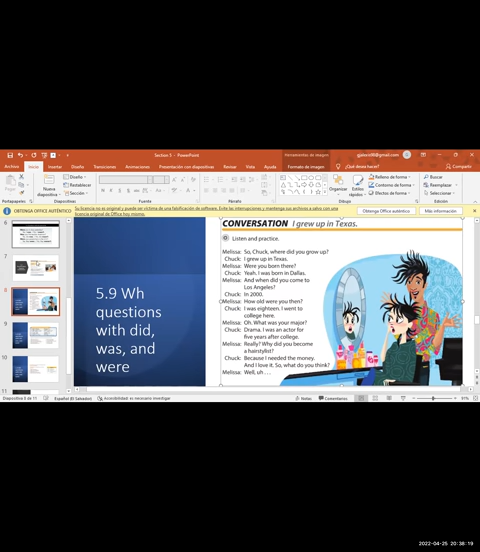 Section 5 - PowerPoint
Herramientas de imagen
Archivo Inicio Insertar Diseño Transiciones Animaciones Presentación con diapositivas Revisar Vista Ayuda Formato de imagen ¿Qué desea hacer? Compartir
Pegar
Nueva diapositiva
Diseño
Restablecer
Sección
Organizar
Estilos rápidos
Relleno de forma
Contorno de forma
Efectos de forma
Buscar
Reemplazar
Seleccionar
Portapapeles Diapositivas Fuente Párrafo Dibujo Edición
OBTENGA OFFICE AUTÉNTICO
Su licencia no es original y puede ser víctima de una falsificación de software. Evite las interrupciones y mantenga sus archivos a salvo con una
licencia original de Office hoy mismo.
Obtenga Office auténtico
Más información
6
7
8
9
10
11
5.9 Wh
questions
with did,
was, and
were
CONVERSATION I grew up in Texas.
Listen and practice.
Melissa: So, Chuck, where did you grow up?
Chuck: I grew up in Texas.
Melissa: Were you born there?
Chuck: Yeah. I was born in Dallas.
Melissa: And when did you come to
Los Angeles?
Chuck: In 2000.
Melissa: How old were you then?
Chuck: I was eighteen. I went to
college here.
Melissa: Oh. What was your major?
Chuck: Drama. I was an actor for
five years after college.
Melissa: Really? Why did you become
a hairstylist?
Chuck: Because I needed the money.
And I love it. So, what do you think?
Melissa: Well, uh . . .
Diapositiva 8 de 11 Español (El Salvador) Accesibilidad: es necesario investigar Notas Comentarios 91%
2022-04-25 20:38:19